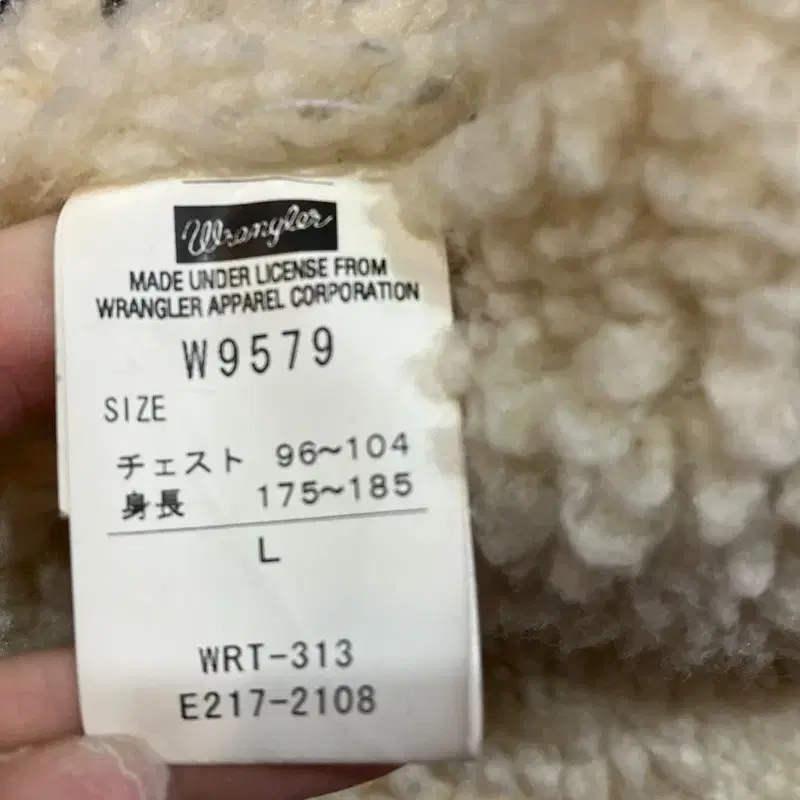 Wrangler
MADE UNDER LICENSE FROM
WRANGLER APPAREL CORPORATION
W9579
SIZE
チェスト 96~104
身長 175~185
L
WRT-313
E217-2108